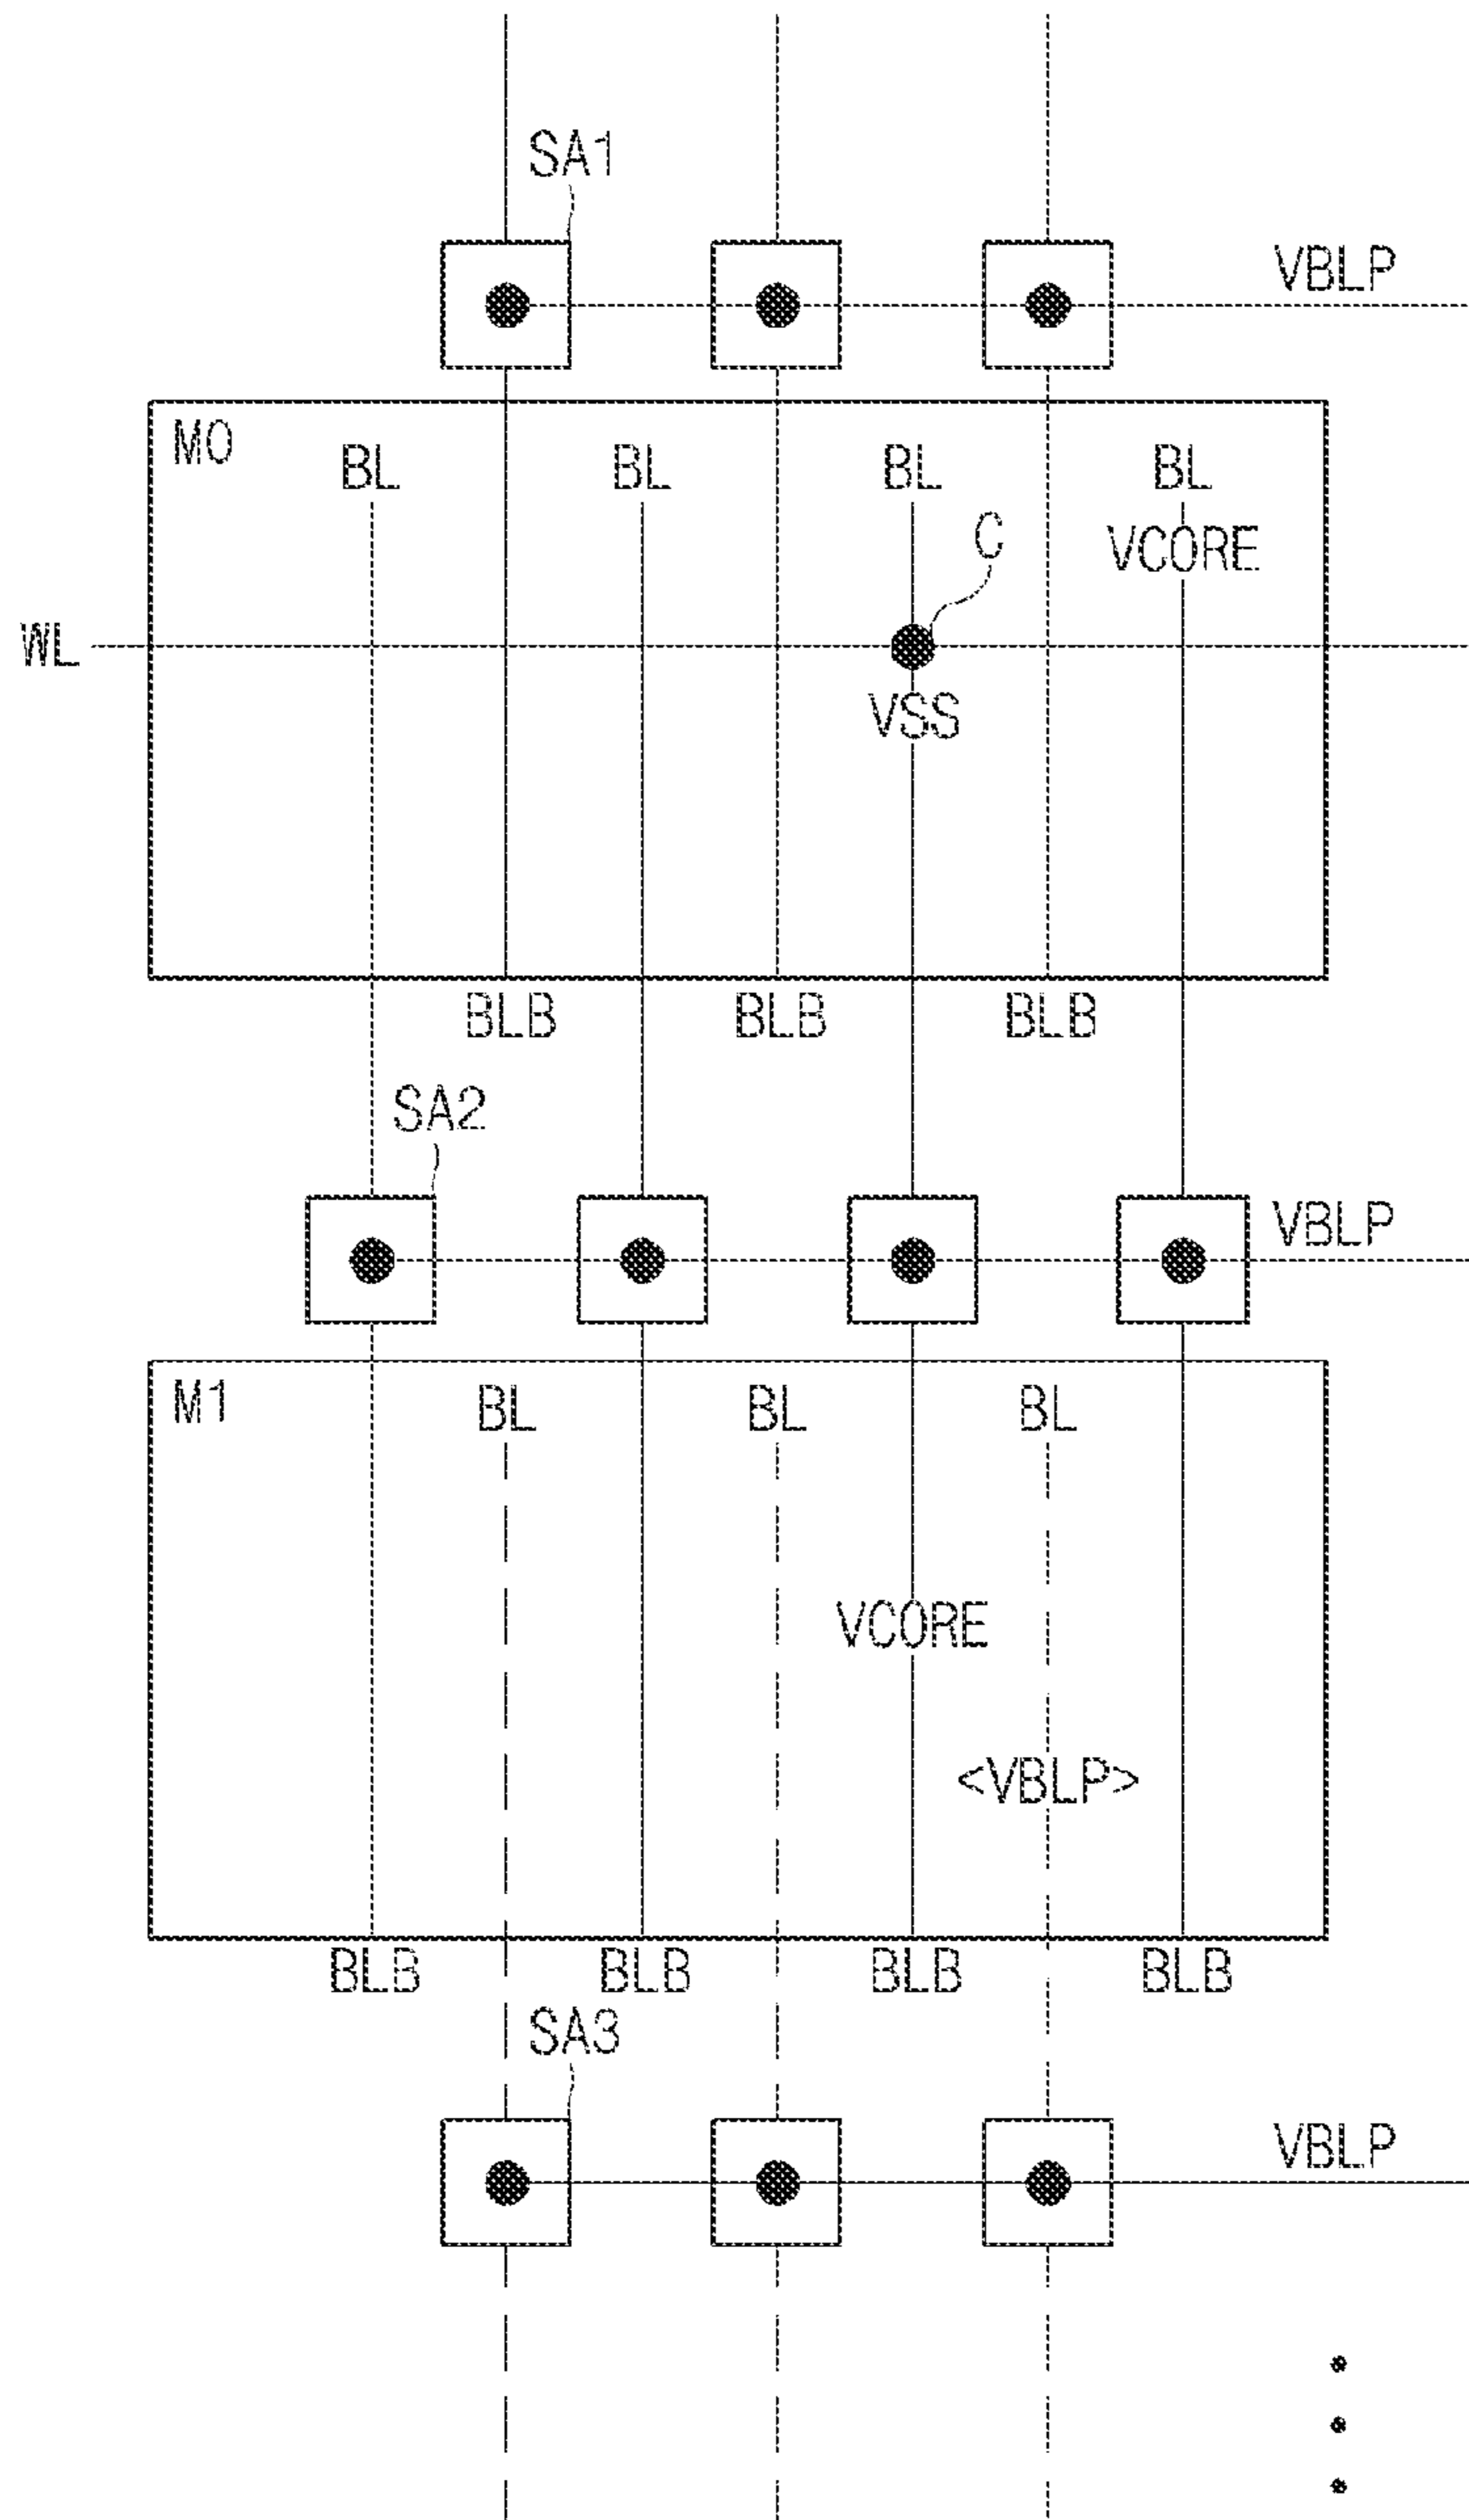 SA1
VBLP
M0
BL BL BL BL
C
VCORE
WL
VSS
BLB BLB BLB
SA2
VBLP
M1
BL BL BL
VCORE
<VBLP>
BLB BLB BLB BLB
SA3
VBLP